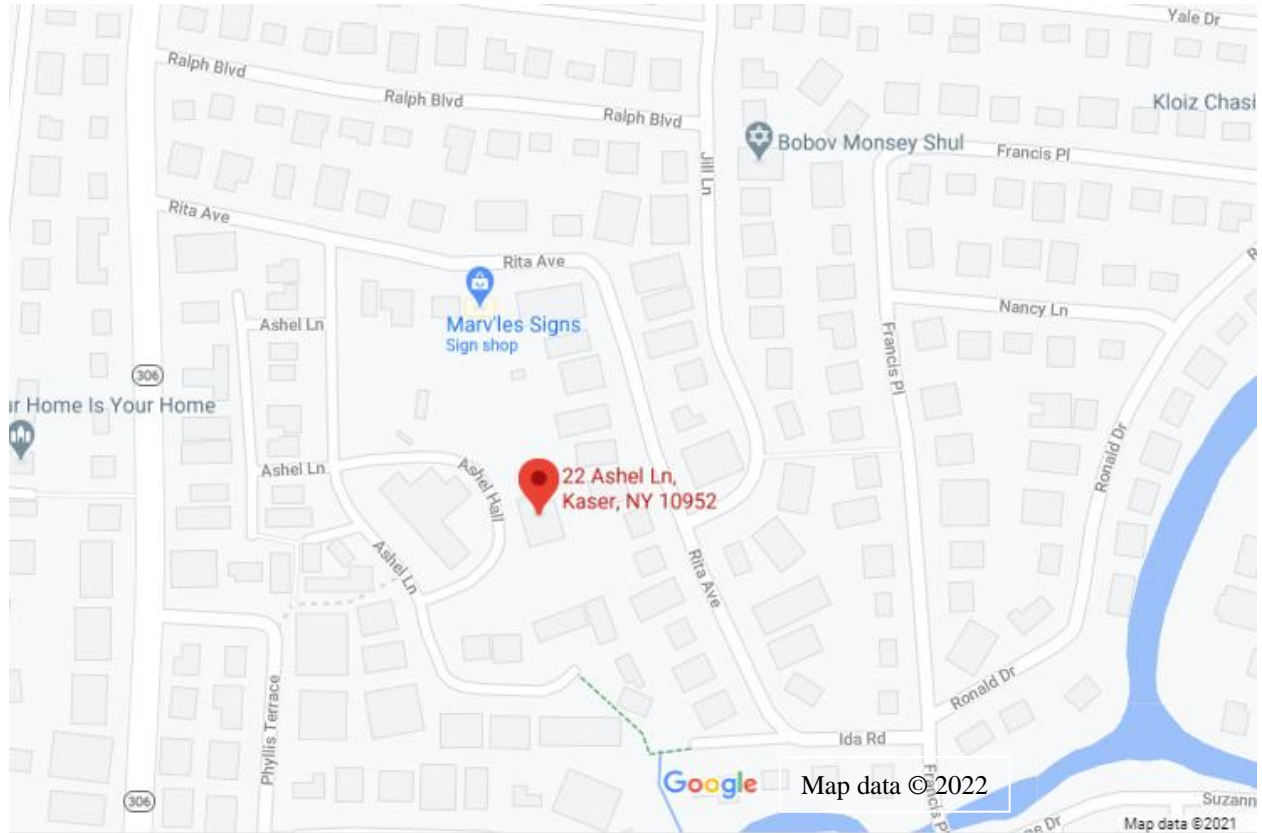 Yale Dr
Ralph Blvd
Ralph Blvd
Ralph Blvd
Kloiz Chasi
Bobov Monsey Shul
Francis Pl
Jill Ln
Rita Ave
Rita Ave
Nancy Ln
Marv'les Signs
Sign shop
Ashel Ln
Francis Pl
306
ur Home Is Your Home
Ronald Dr
Ashel Ln
Ashel Hall
22 Ashel Ln,
Kaser, NY 10952
Ashel Ln
Rita Ave
Ronald Dr
Phyllis Terrace
Ida Rd
Google
Map data © 2022
Francis Pl
306
Suzann
Map data ©2021